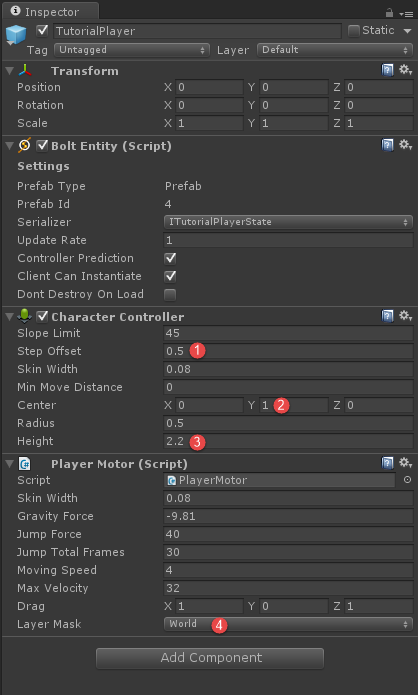 Inspector
TutorialPlayer Static
Tag Untagged Layer Default
Transform
Position X 0 Y 0 Z 0
Rotation X 0 Y 0 Z 0
Scale X 1 Y 1 Z 1
Bolt Entity (Script)
Settings
Prefab Type Prefab
Prefab Id 4
Serializer ITutorialPlayerState
Update Rate 1
Controller Prediction
Client Can Instantiate
Dont Destroy On Load
Character Controller
Slope Limit 45
Step Offset 0.5 1
Skin Width 0.08
Min Move Distance 0
Center X 0 Y 1 2 Z 0
Radius 0.5
Height 2.2 3
Player Motor (Script)
Script PlayerMotor
Skin Width 0.08
Gravity Force -9.81
Jump Force 40
Jump Total Frames 30
Moving Speed 4
Max Velocity 32
Drag X 1 Y 0 Z 1
Layer Mask World 4
Add Component